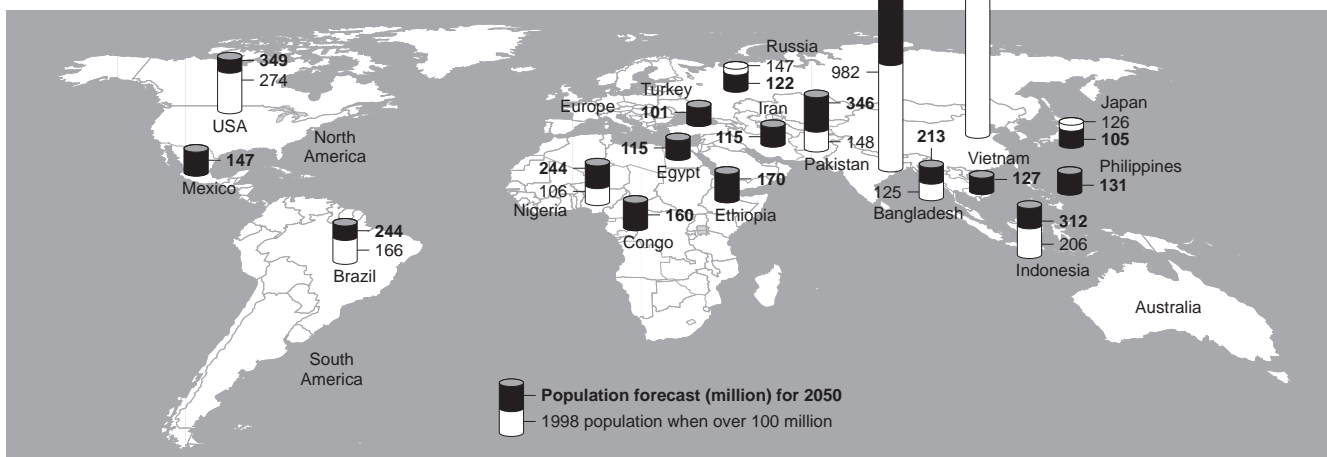 349
274
USA
North
America
147
Mexico
244
166
Brazil
South
America
Russia
147
122
Turkey
Europe
101
Iran
115
115
Egypt
346
148
Pakistan
982
213
125
Bangladesh
Vietnam
127
Japan
126
105
Philippines
131
244
106
Nigeria
160
Congo
170
Ethiopia
312
206
Indonesia
Australia
Population forecast (million) for 2050
1998 population when over 100 million